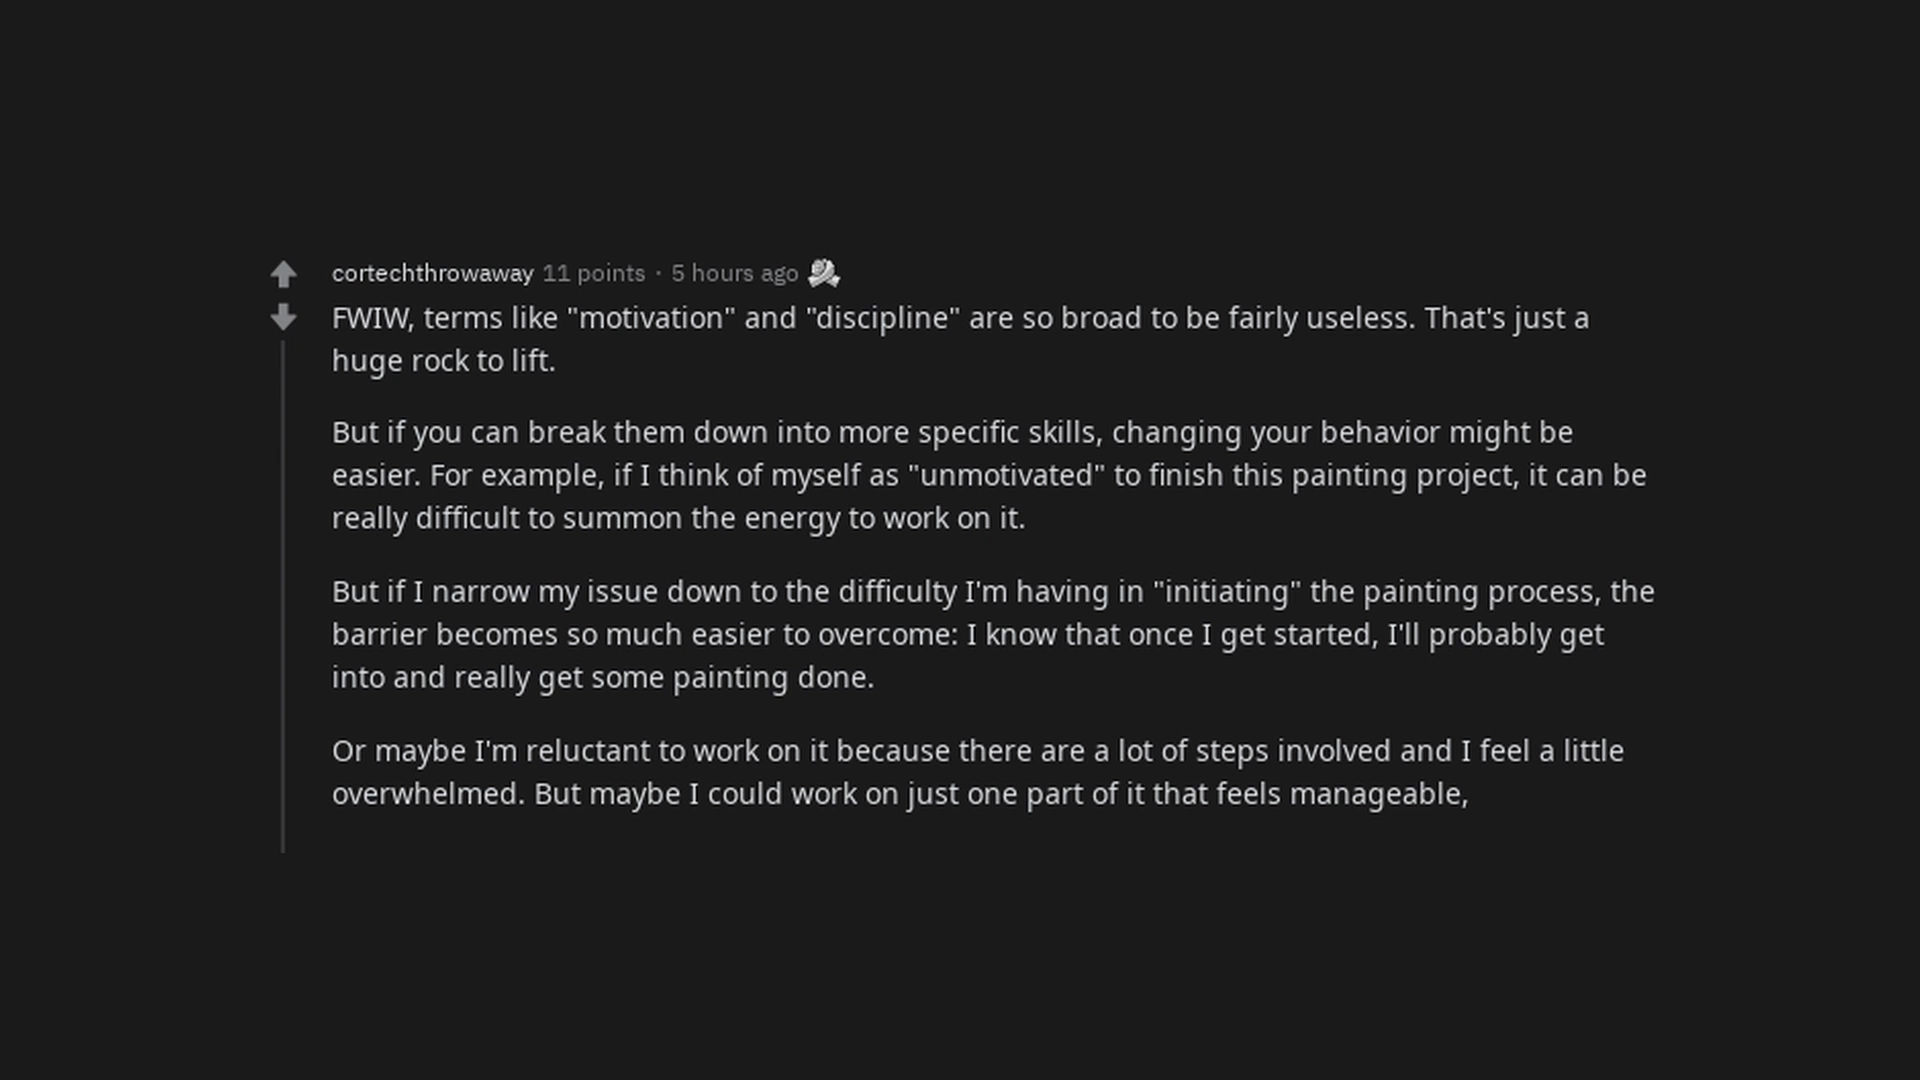 cortechthrowaway 11 points · 5 hours ago
FWIW, terms like "motivation" and "discipline" are so broad to be fairly useless. That's just a
huge rock to lift.
But if you can break them down into more specific skills, changing your behavior might be
easier. For example, if I think of myself as "unmotivated" to finish this painting project, it can be
really difficult to summon the energy to work on it.
But if I narrow my issue down to the difficulty I'm having in "initiating" the painting process, the
barrier becomes so much easier to overcome: I know that once I get started, I'll probably get
into and really get some painting done.
Or maybe I'm reluctant to work on it because there are a lot of steps involved and I feel a little
overwhelmed. But maybe I could work on just one part of it that feels manageable,